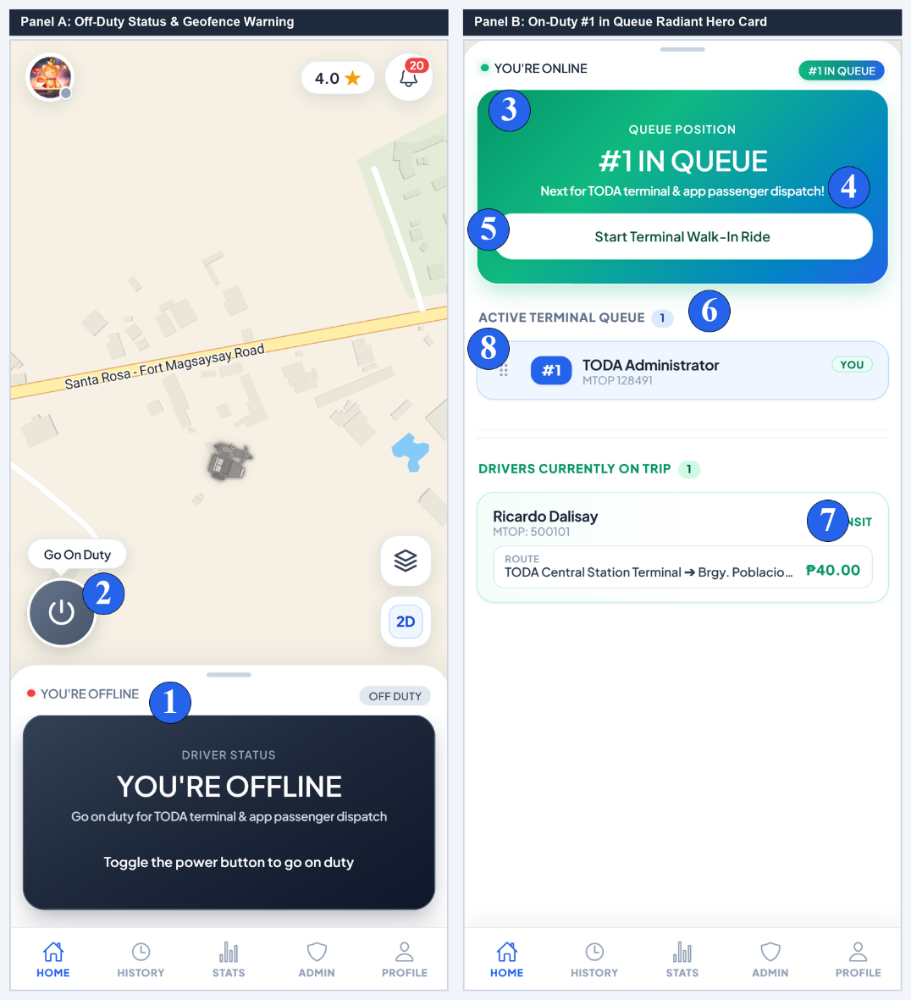 Panel A: Off-Duty Status & Geofence Warning
4.0
20
Santa Rosa - Fort Magsaysay Road
Go On Duty
2
2D
YOU'RE OFFLINE
1
OFF DUTY
DRIVER STATUS
YOU'RE OFFLINE
Go on duty for TODA terminal & app passenger dispatch
Toggle the power button to go on duty
HOME
HISTORY
STATS
ADMIN
PROFILE
Panel B: On-Duty #1 in Queue Radiant Hero Card
YOU'RE ONLINE
#1 IN QUEUE
3
QUEUE POSITION
#1 IN QUEUE
Next for TODA terminal & app passenger dispatch!
4
5
Start Terminal Walk-In Ride
6
ACTIVE TERMINAL QUEUE 1
8
#1
TODA Administrator
MTOP 128491
YOU
DRIVERS CURRENTLY ON TRIP 1
Ricardo Dalisay
MTOP: 500101
7
ROUTE
TODA Central Station Terminal ➔ Brgy. Poblacio...
₱40.00
HOME
HISTORY
STATS
ADMIN
PROFILE